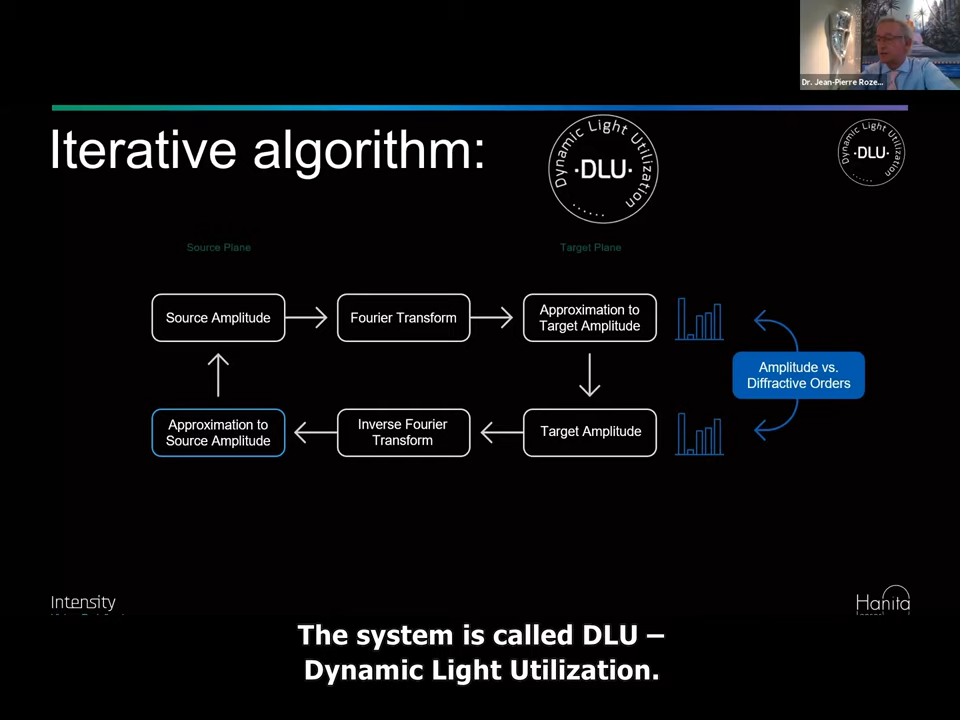 Dr. Jean-Pierre Roze...
Iterative algorithm:
Dynamic Light Utilization
·DLU·
Dynamic Light Utilization
·DLU·
Source Plane
Target Plane
Source Amplitude
Fourier Transform
Approximation to
Target Amplitude
Amplitude vs.
Diffractive Orders
Approximation to
Source Amplitude
Inverse Fourier
Transform
Target Amplitude
Intensity
Hanita
The system is called DLU –
Dynamic Light Utilization.